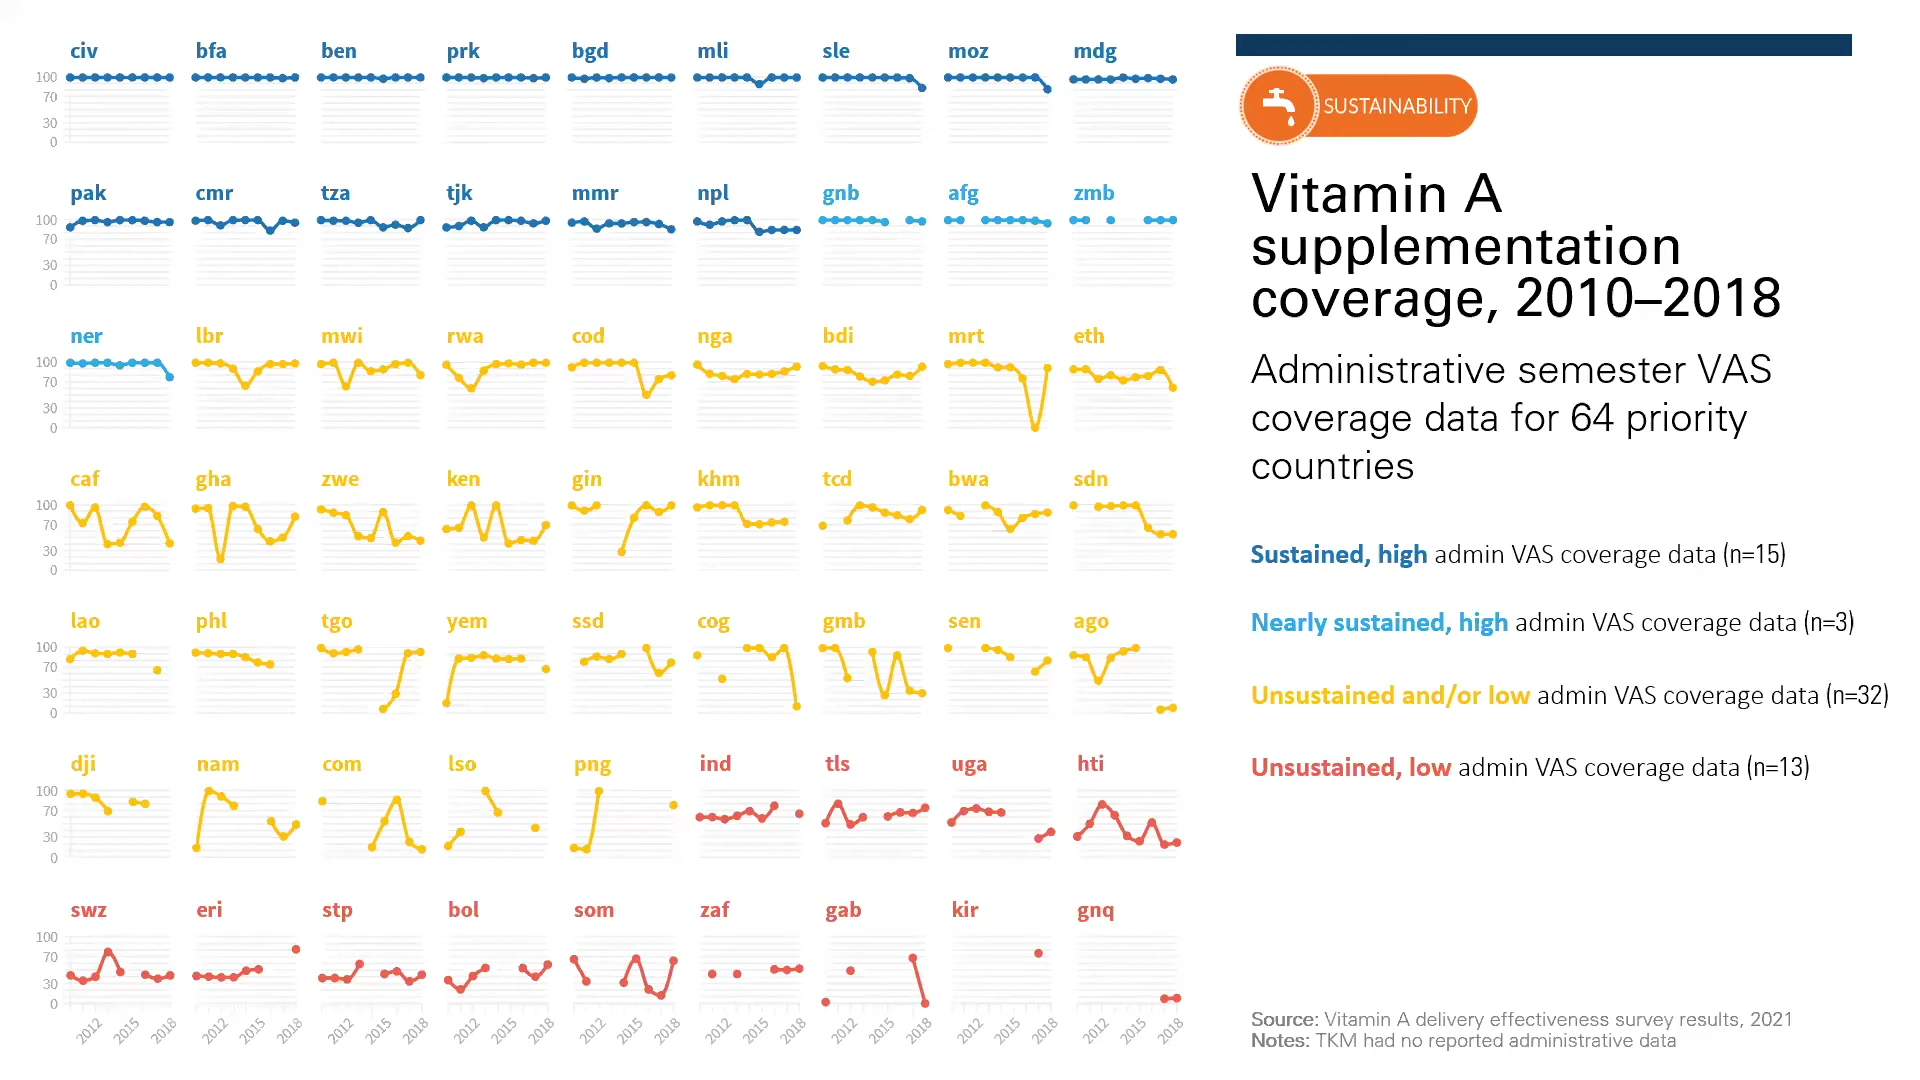 civ bfa ben prk bgd mli sle moz mdg
100
70
30
0
pak cmr tza tjk mmr npl gnb afg zmb
100
70
30
0
ner lbr mwi rwa cod nga bdi mrt eth
100
70
30
0
caf gha zwe ken gin khm tcd bwa sdn
100
70
30
0
lao phl tgo yem ssd cog gmb sen ago
100
70
30
0
dji nam com lso png ind tls uga hti
100
70
30
0
swz eri stp bol som zaf gab kir gnq
100
70
30
0
2012 2015 2018 2012 2015 2018 2012 2015 2018 2012 2015 2018 2012 2015 2018 2012 2015 2018 2012 2015 2018 2012 2015 2018 2012 2015 2018
SUSTAINABILITY
Vitamin A
supplementation
coverage, 2010–2018
Administrative semester VAS
coverage data for 64 priority
countries
Sustained, high admin VAS coverage data (n=15)
Nearly sustained, high admin VAS coverage data (n=3)
Unsustained and/or low admin VAS coverage data (n=32)
Unsustained, low admin VAS coverage data (n=13)
Source: Vitamin A delivery effectiveness survey results, 2021
Notes: TKM had no reported administrative data